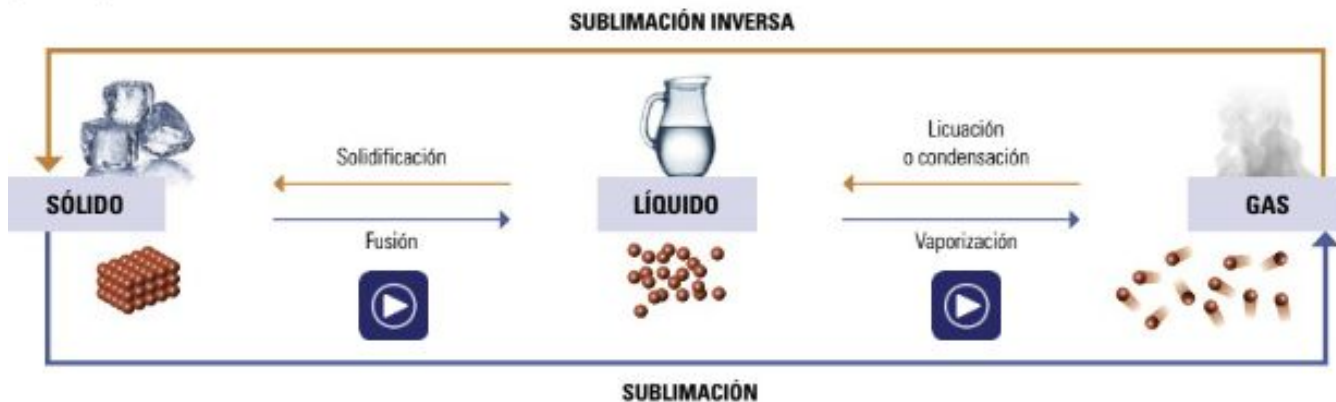 SUBLIMACIÓN INVERSA
Solidificación
Licuación
o condensación
SÓLIDO
LÍQUIDO
GAS
Fusión
Vaporización
SUBLIMACIÓN